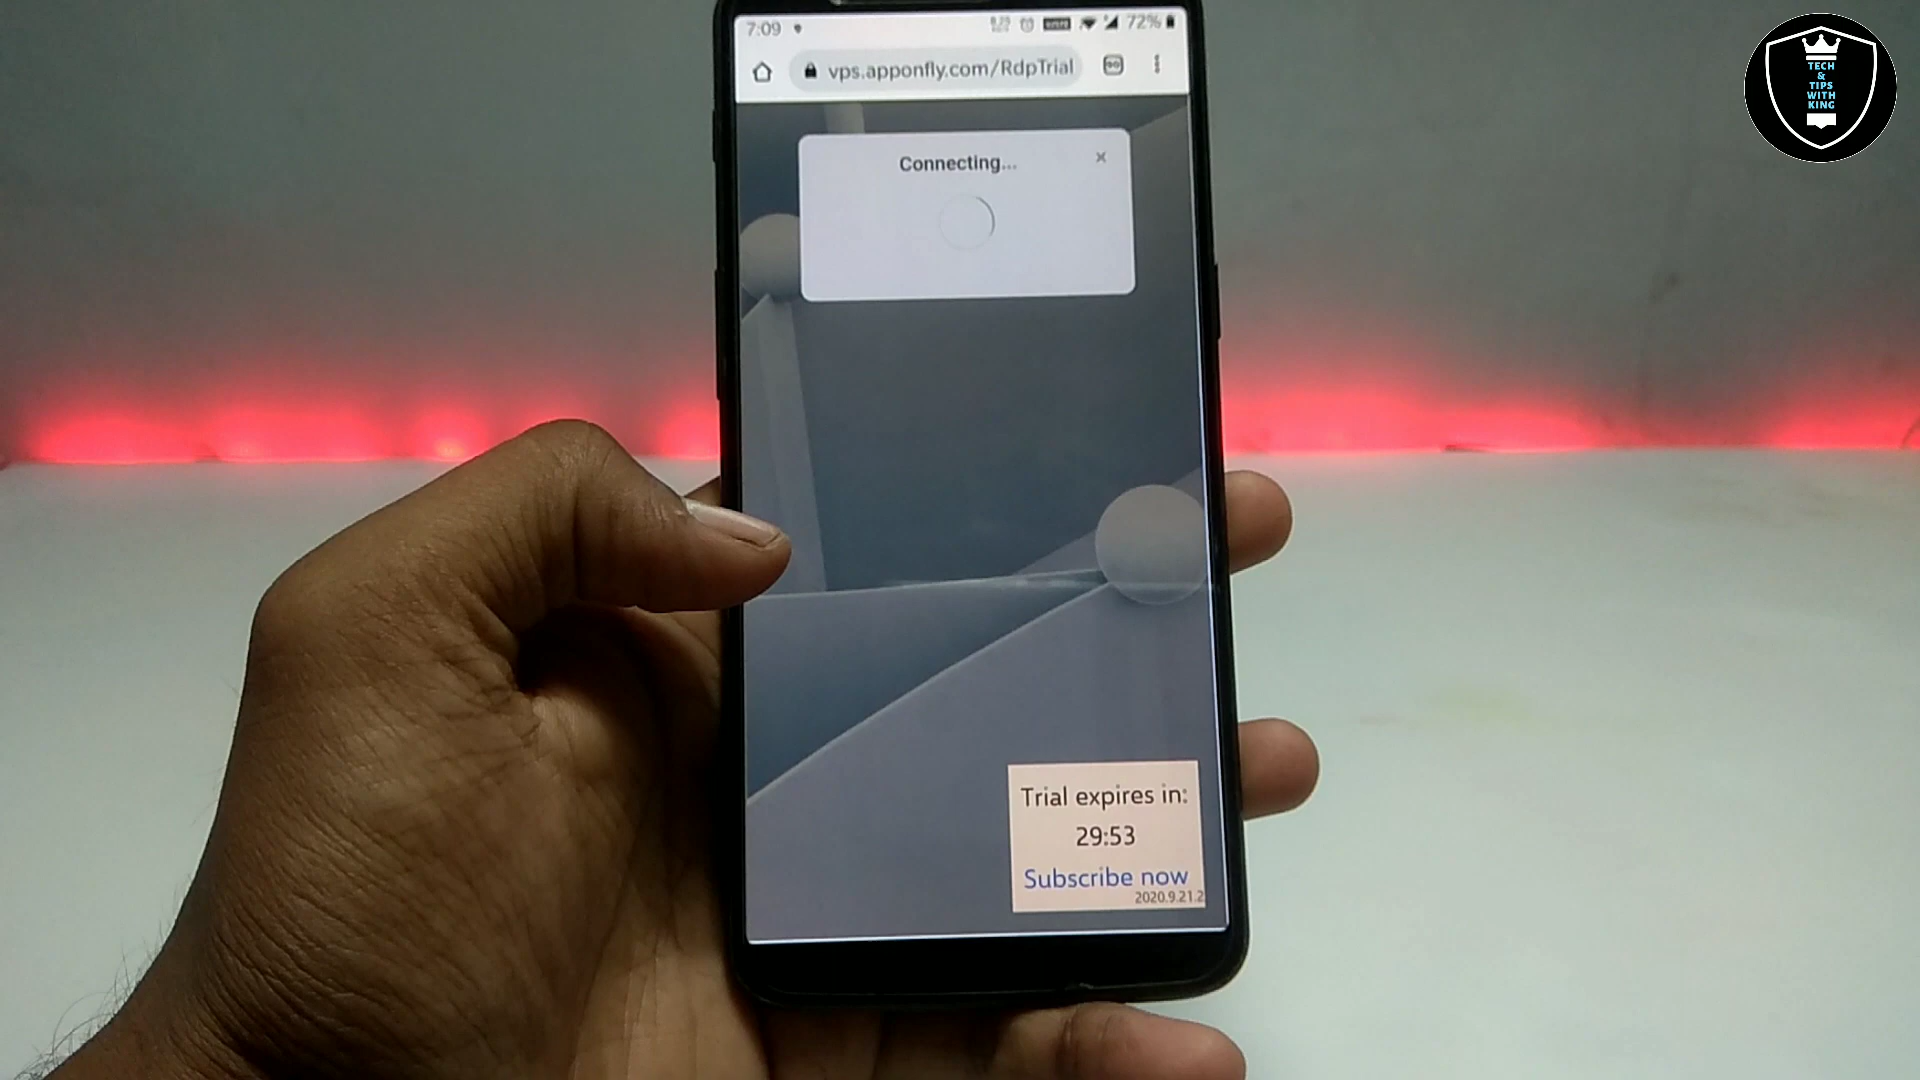 7:09
72%
vps.apponfly.com/RdpTrial
Connecting...
Trial expires in:
29:53
Subscribe now
2020.9.21.2
TECH
&
TIPS
WITH
KING